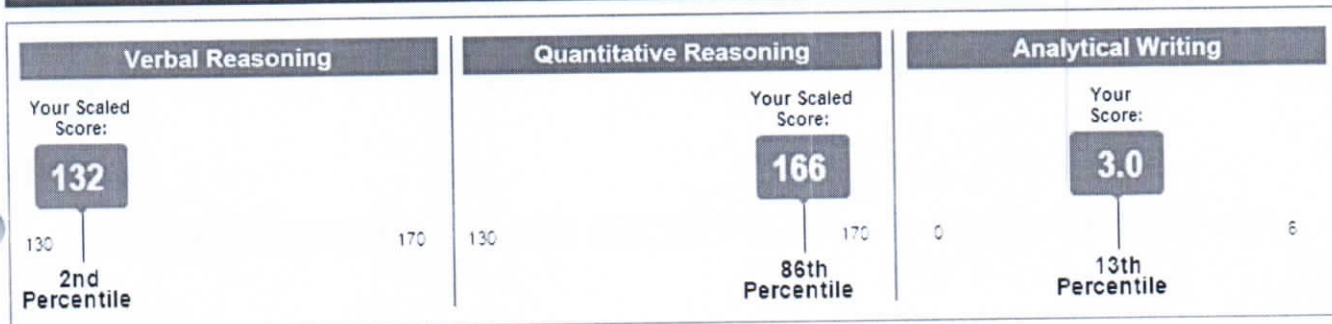 Verbal Reasoning
Your Scaled
Score:
132
130
170
2nd
Percentile
Quantitative Reasoning
Your Scaled
Score:
166
130
170
86th
Percentile
Analytical Writing
Your
Score:
3.0
0
6
13th
Percentile